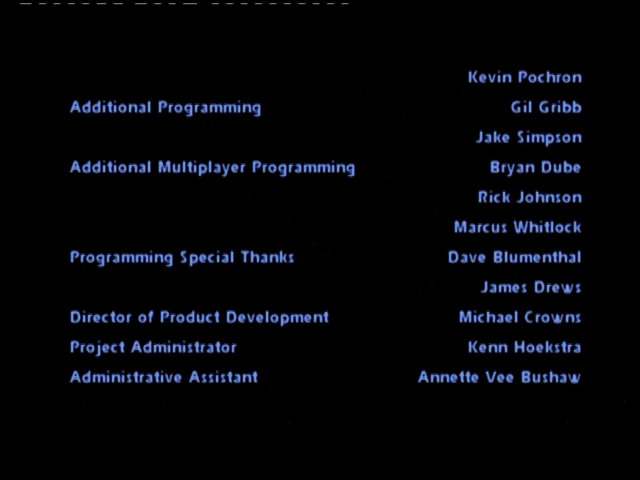 Kevin Pochron
Additional Programming Gil Gribb
Jake Simpson
Additional Multiplayer Programming Bryan Dube
Rick Johnson
Marcus Whitlock
Programming Special Thanks Dave Blumenthal
James Drews
Director of Product Development Michael Crowns
Project Administrator Kenn Hoekstra
Administrative Assistant Annette Vee Bushaw